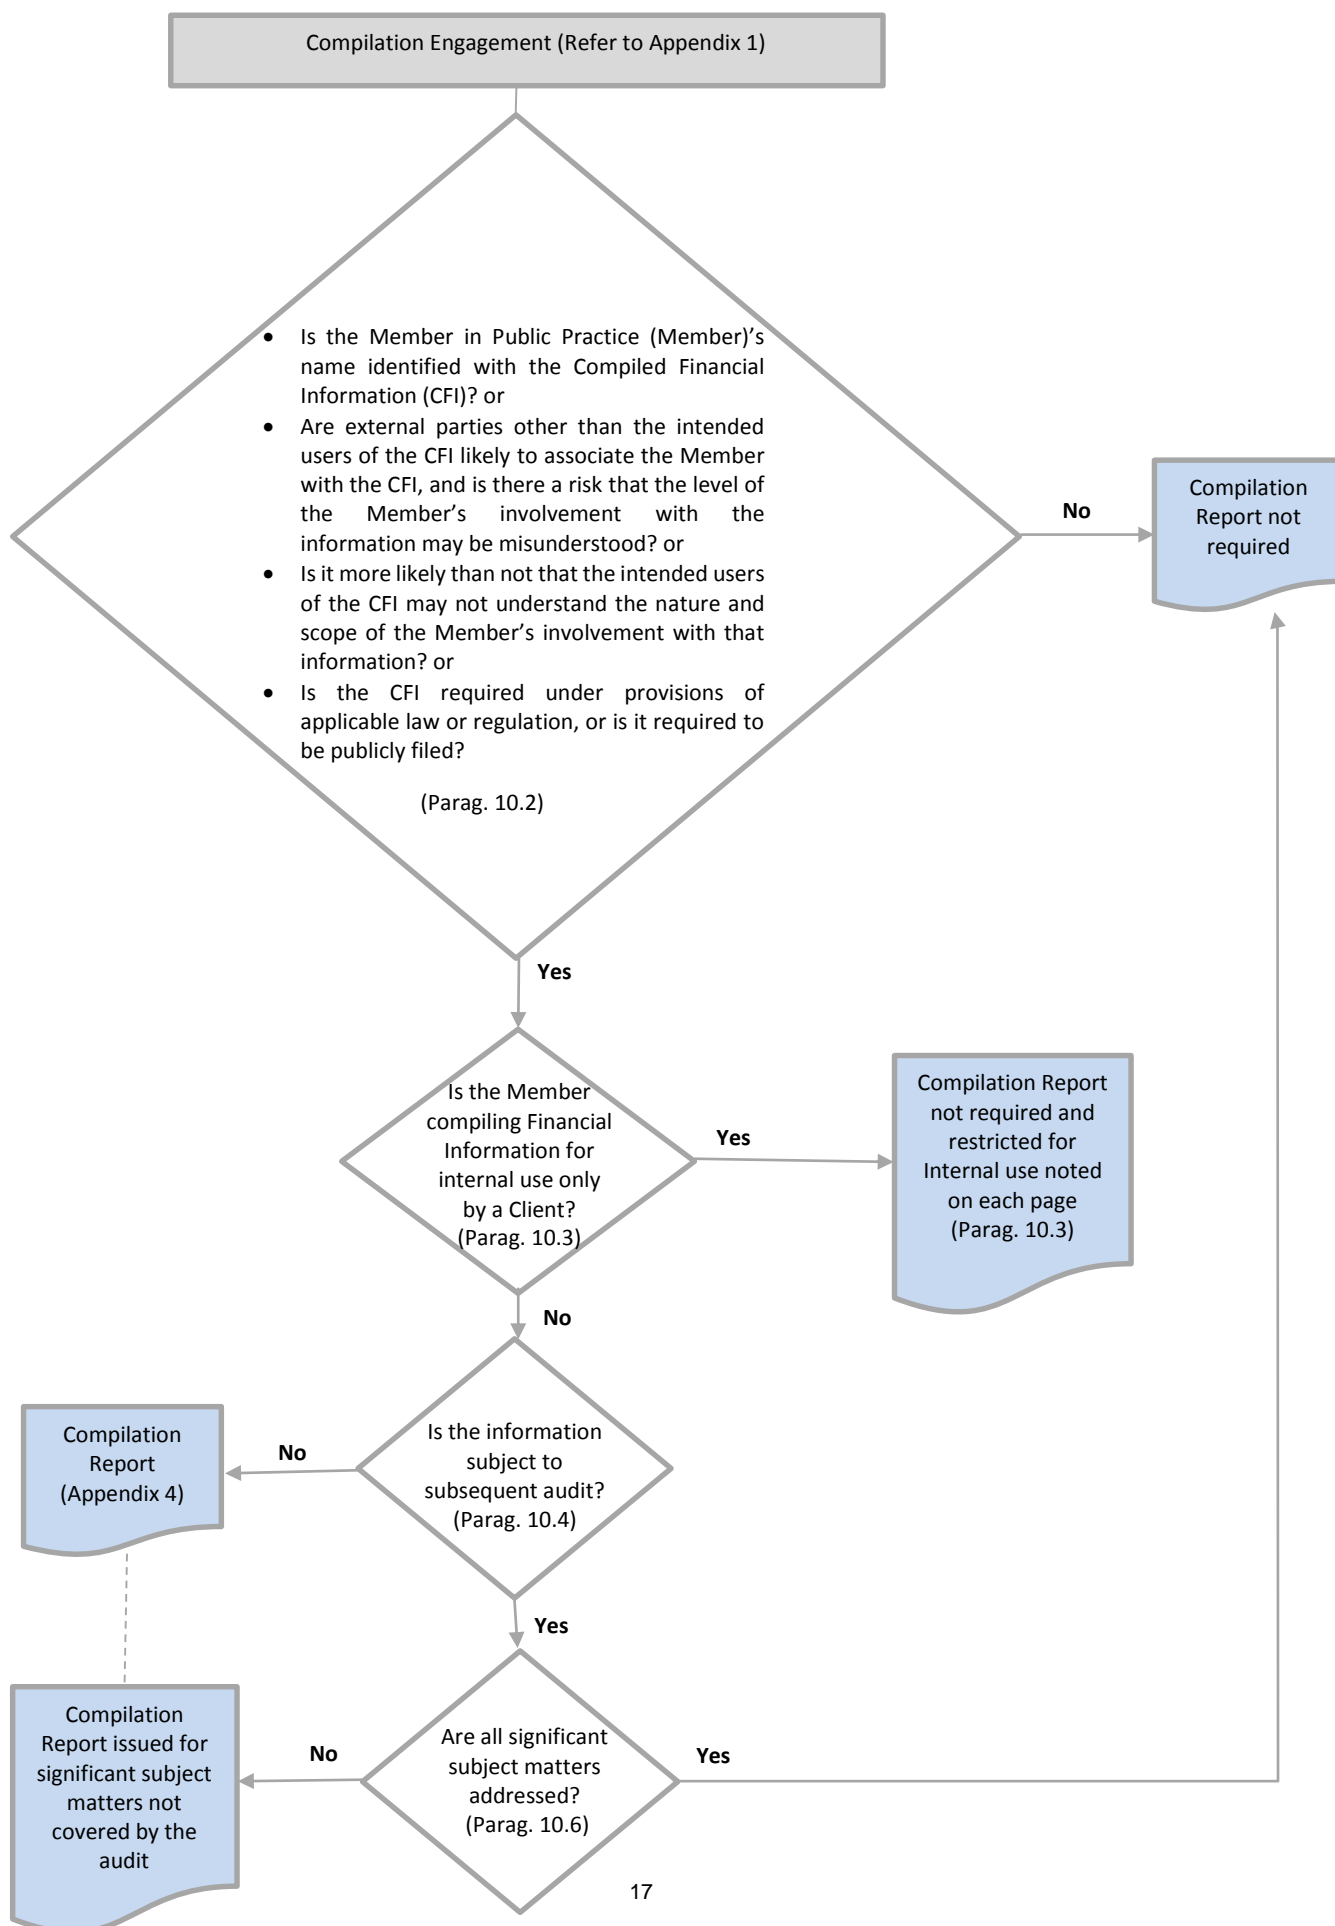 Compilation Engagement (Refer to Appendix 1)
• Is the Member in Public Practice (Member)’s
name identified with the Compiled Financial
Information (CFI)? or
• Are external parties other than the intended
users of the CFI likely to associate the Member
with the CFI, and is there a risk that the level of
the Member’s involvement with the
information may be misunderstood? or
• Is it more likely than not that the intended users
of the CFI may not understand the nature and
scope of the Member’s involvement with that
information? or
• Is the CFI required under provisions of
applicable law or regulation, or is it required to
be publicly filed?
(Parag. 10.2)
No
Compilation
Report not
required
Yes
Is the Member
compiling Financial
Information for
internal use only
by a Client?
(Parag. 10.3)
Yes
Compilation Report
not required and
restricted for
Internal use noted
on each page
(Parag. 10.3)
No
Is the information
subject to
subsequent audit?
(Parag. 10.4)
No
Compilation
Report
(Appendix 4)
Yes
Are all significant
subject matters
addressed?
(Parag. 10.6)
No
Compilation
Report issued for
significant subject
matters not
covered by the
audit
Yes
17